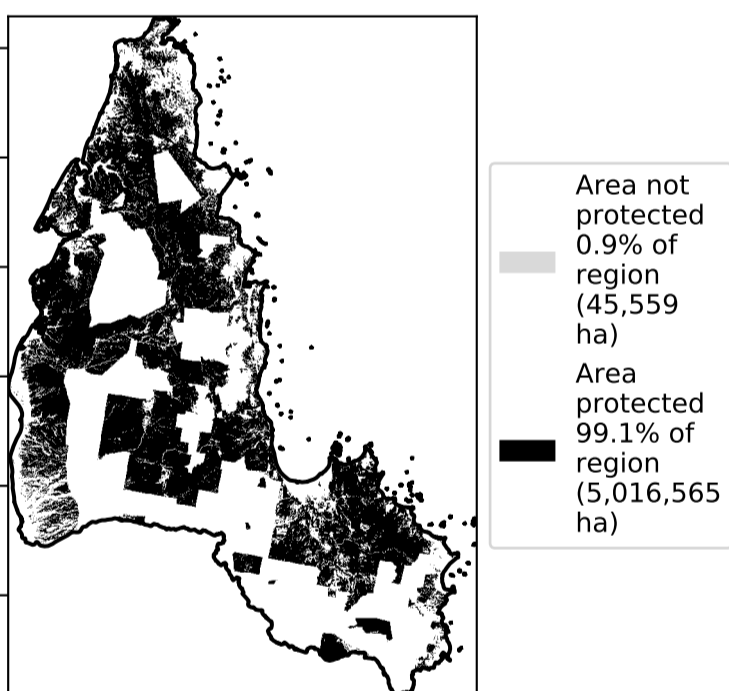 Area not
protected
0.9% of
region
(45,559
ha)
Area
protected
99.1% of
region
(5,016,565
ha)